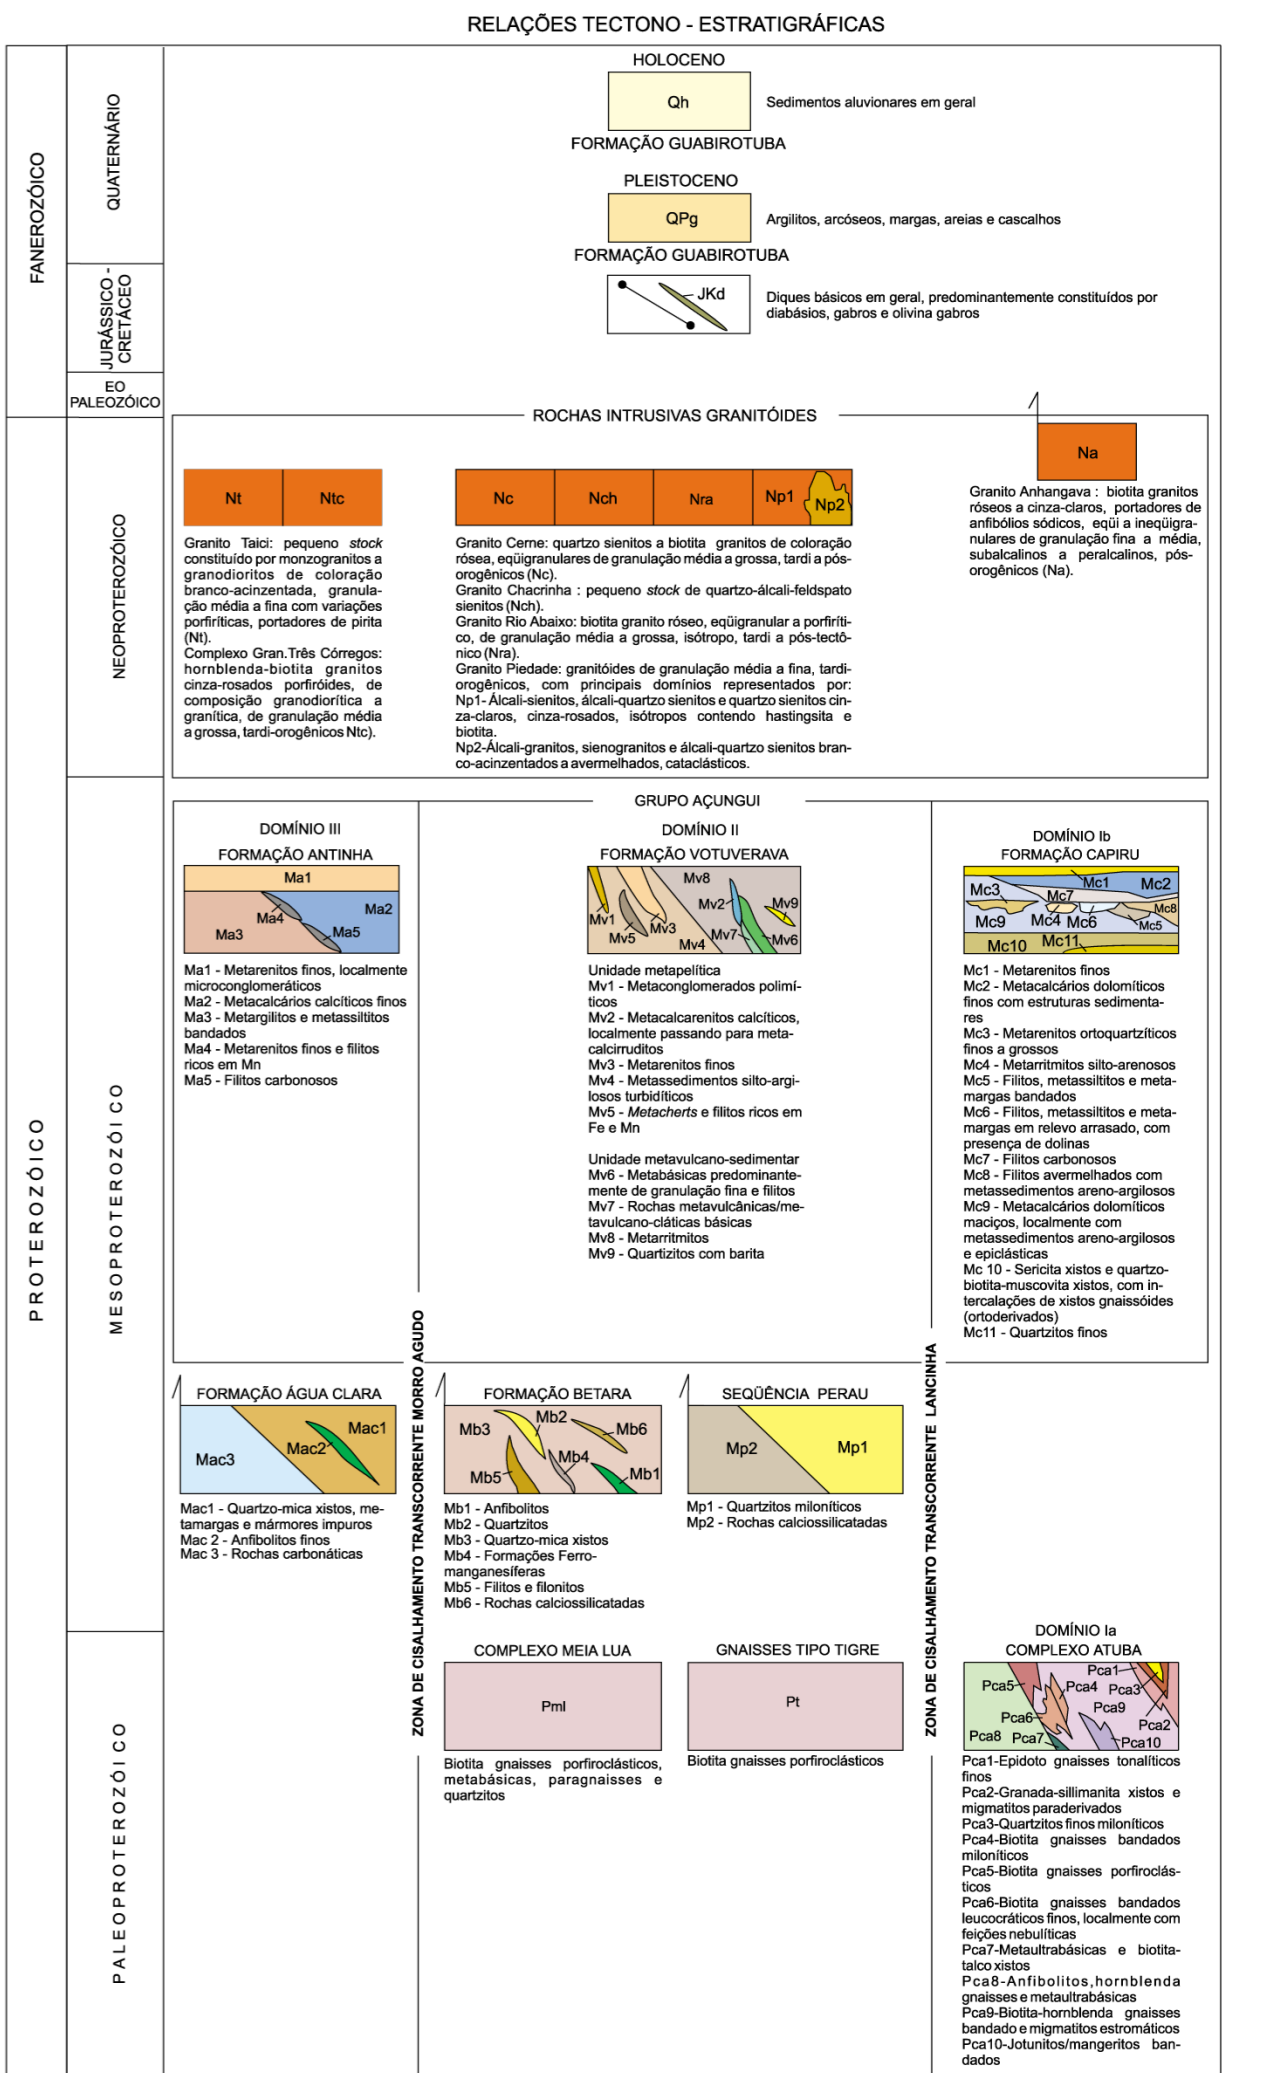 RELAÇÕES TECTONO - ESTRATIGRÁFICAS
FANEROZÓICO
QUATERNÁRIO
HOLOCENO
Qh
Sedimentos aluvionares em geral
FORMAÇÃO GUABIROTUBA
PLEISTOCENO
QPg
Argilitos, arcóseos, margas, areias e cascalhos
FORMAÇÃO GUABIROTUBA
JURÁSSICO -
CRETÁCEO
JKd
Diques básicos em geral, predominantemente constituídos por
diabásios, gabros e olivina gabros
EO
PALEOZÓICO
PROTEROZÓICO
NEOPROTEROZÓICO
ROCHAS INTRUSIVAS GRANITÓIDES
Nt
Ntc
Granito Taici: pequeno stock
constituído por monzogranitos a
granodioritos de coloração
branco-acinzentada, granula-
ção média a fina com variações
porfiríticas, portadores de pirita
(Nt).
Complexo Gran.Três Córregos:
hornblenda-biotita granitos
cinza-rosados porfiróides, de
composição granodiorítica a
granítica, de granulação média
a grossa, tardi-orogênicos Ntc).
Nc
Nch
Nra
Np1
Np2
Granito Cerne: quartzo sienitos a biotita granitos de coloração
rósea, eqüigranulares de granulação média a grossa, tardi a pós-
orogênicos (Nc).
Granito Chacrinha : pequeno stock de quartzo-álcali-feldspato
sienitos (Nch).
Granito Rio Abaixo: biotita granito róseo, eqüigranular a porfiríti-
co, de granulação média a grossa, isótropo, tardi a pós-tectô-
nico (Nra).
Granito Piedade: granitóides de granulação média a fina, tardi-
orogênicos, com principais domínios representados por:
Np1- Álcali-sienitos, álcali-quartzo sienitos e quartzo sienitos cin-
za-claros, cinza-rosados, isótropos contendo hastingsita e
biotita.
Np2-Álcali-granitos, sienogranitos e álcali-quartzo sienitos bran-
co-acinzentados a avermelhados, cataclásticos.
Na
Granito Anhangava : biotita granitos
róseos a cinza-claros, portadores de
anfibólios sódicos, eqüi a ineqüigra-
nulares de granulação fina a média,
subalcalinos a peralcalinos, pós-
orogênicos (Na).
MESOPROTEROZÓICO
GRUPO AÇUNGUI
DOMÍNIO III
FORMAÇÃO ANTINHA
Ma1
Ma2
Ma4
Ma3
Ma5
Ma1 - Metarenitos finos, localmente
microconglomeráticos
Ma2 - Metacalcários calcíticos finos
Ma3 - Metargilitos e metassiltitos
bandados
Ma4 - Metarenitos finos e filitos
ricos em Mn
Ma5 - Filitos carbonosos
DOMÍNIO II
FORMAÇÃO VOTUVERAVA
Mv8
Mv2
Mv9
Mv1
Mv3
Mv5
Mv7
Mv4
Mv6
Unidade metapelítica
Mv1 - Metaconglomerados polimí-
ticos
Mv2 - Metacalcarenitos calcíticos,
localmente passando para meta-
calcirruditos
Mv3 - Metarenitos finos
Mv4 - Metassedimentos silto-argi-
losos turbidíticos
Mv5 - Metacherts e filitos ricos em
Fe e Mn
Unidade metavulcano-sedimentar
Mv6 - Metabásicas predominante-
mente de granulação fina e filitos
Mv7 - Rochas metavulcânicas/me-
tavulcano-cláticas básicas
Mv8 - Metarritmitos
Mv9 - Quartizitos com barita
DOMÍNIO Ib
FORMAÇÃO CAPIRU
Mc1
Mc2
Mc3
Mc7
Mc8
Mc9
Mc4
Mc6
Mc5
Mc10
Mc11
Mc1 - Metarenitos finos
Mc2 - Metacalcários dolomíticos
finos com estruturas sedimenta-
res
Mc3 - Metarenitos ortoquartzíticos
finos a grossos
Mc4 - Metarritmitos silto-arenosos
Mc5 - Filitos, metassiltitos e meta-
margas bandados
Mc6 - Filitos, metassiltitos e meta-
margas em relevo arrasado, com
presença de dolinas
Mc7 - Filitos carbonosos
Mc8 - Filitos avermelhados com
metassedimentos areno-argilosos
Mc9 - Metacalcários dolomíticos
maciços, localmente com
metassedimentos areno-argilosos
e epiclásticas
Mc 10 - Sericita xistos e quartzo-
biotita-muscovita xistos, com in-
tercalações de xistos gnaissóides
(ortoderivados)
Mc11 - Quartzitos finos
ZONA DE CISALHAMENTO TRANSCORRENTE MORRO AGUDO
ZONA DE CISALHAMENTO TRANSCORRENTE LANCINHA
FORMAÇÃO ÁGUA CLARA
Mac1
Mac2
Mac3
Mac1 - Quartzo-mica xistos, me-
tamargas e mármores impuros
Mac 2 - Anfibolitos finos
Mac 3 - Rochas carbonáticas
FORMAÇÃO BETARA
Mb2
Mb3
Mb6
Mb4
Mb5
Mb1
Mb1 - Anfibolitos
Mb2 - Quartzitos
Mb3 - Quartzo-mica xistos
Mb4 - Formações Ferro-
manganesíferas
Mb5 - Filitos e filonitos
Mb6 - Rochas calciossilicatadas
SEQÜÊNCIA PERAU
Mp2
Mp1
Mp1 - Quartzitos miloníticos
Mp2 - Rochas calciossilicatadas
PALEOPROTEROZÓICO
COMPLEXO MEIA LUA
Pml
Biotita gnaisses porfiroclásticos,
metabásicas, paragnaisses e
quartzitos
GNAISSES TIPO TIGRE
Pt
Biotita gnaisses porfiroclásticos
DOMÍNIO Ia
COMPLEXO ATUBA
Pca1
Pca5
Pca4
Pca3
Pca9
Pca6
Pca2
Pca8
Pca7
Pca10
Pca1-Epidoto gnaisses tonalíticos
finos
Pca2-Granada-sillimanita xistos e
migmatitos paraderivados
Pca3-Quartzitos finos miloníticos
Pca4-Biotita gnaisses bandados
miloníticos
Pca5-Biotita gnaisses porfiroclás-
ticos
Pca6-Biotita gnaisses bandados
leucocráticos finos, localmente com
feições nebulíticas
Pca7-Metaultrabásicas e biotita-
talco xistos
Pca8-Anfibolitos,hornblenda
gnaisses e metaultrabásicas
Pca9-Biotita-hornblenda gnaisses
bandado e migmatitos estromáticos
Pca10-Jotunitos/mangeritos ban-
dados